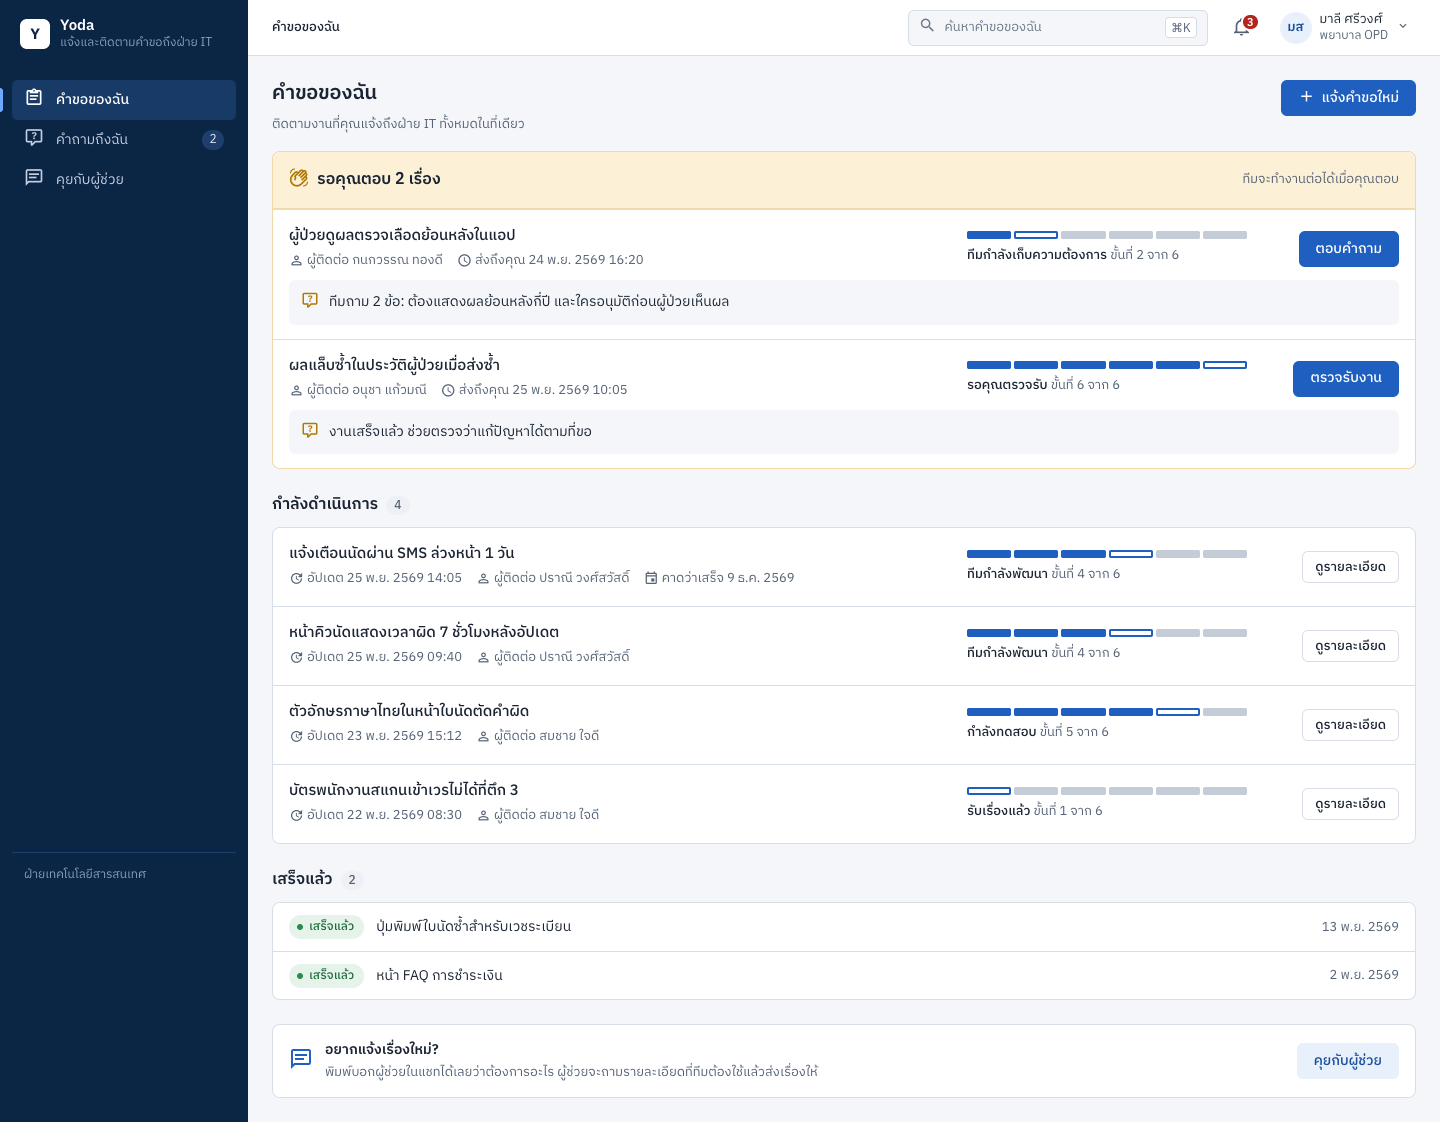 Y
Yoda
แจ้งและติดตามคำขอถึงฝ่าย IT
คำขอของฉัน
คำถามถึงฉัน 2
คุยกับผู้ช่วย
ฝ่ายเทคโนโลยีสารสนเทศ
คำขอของฉัน
ค้นหาคำขอของฉัน ⌘K
3
มส
มาลี ศรีวงศ์
พยาบาล OPD
คำขอของฉัน
ติดตามงานที่คุณแจ้งถึงฝ่าย IT ทั้งหมดในที่เดียว
แจ้งคำขอใหม่
รอคุณตอบ 2 เรื่อง
ทีมจะทำงานต่อได้เมื่อคุณตอบ
ผู้ป่วยดูผลตรวจเลือดย้อนหลังในแอป
ผู้ติดต่อ กนกวรรณ ทองดี ส่งถึงคุณ 24 พ.ย. 2569 16:20
ทีมกำลังเก็บความต้องการ ขั้นที่ 2 จาก 6
ตอบคำถาม
ทีมถาม 2 ข้อ: ต้องแสดงผลย้อนหลังกี่ปี และใครอนุมัติก่อนผู้ป่วยเห็นผล
ผลแล็บซ้ำในประวัติผู้ป่วยเมื่อส่งซ้ำ
ผู้ติดต่อ อนุชา แก้วมณี ส่งถึงคุณ 25 พ.ย. 2569 10:05
รอคุณตรวจรับ ขั้นที่ 6 จาก 6
ตรวจรับงาน
งานเสร็จแล้ว ช่วยตรวจว่าแก้ปัญหาได้ตามที่ขอ
กำลังดำเนินการ 4
แจ้งเตือนนัดผ่าน SMS ล่วงหน้า 1 วัน
อัปเดต 25 พ.ย. 2569 14:05 ผู้ติดต่อ ปราณี วงศ์สวัสดิ์ คาดว่าเสร็จ 9 ธ.ค. 2569
ทีมกำลังพัฒนา ขั้นที่ 4 จาก 6
ดูรายละเอียด
หน้าคิวนัดแสดงเวลาผิด 7 ชั่วโมงหลังอัปเดต
อัปเดต 25 พ.ย. 2569 09:40 ผู้ติดต่อ ปราณี วงศ์สวัสดิ์
ทีมกำลังพัฒนา ขั้นที่ 4 จาก 6
ดูรายละเอียด
ตัวอักษรภาษาไทยในหน้าใบนัดตัดคำผิด
อัปเดต 23 พ.ย. 2569 15:12 ผู้ติดต่อ สมชาย ใจดี
กำลังทดสอบ ขั้นที่ 5 จาก 6
ดูรายละเอียด
บัตรพนักงานสแกนเข้าเวรไม่ได้ที่ตึก 3
อัปเดต 22 พ.ย. 2569 08:30 ผู้ติดต่อ สมชาย ใจดี
รับเรื่องแล้ว ขั้นที่ 1 จาก 6
ดูรายละเอียด
เสร็จแล้ว 2
เสร็จแล้ว ปุ่มพิมพ์ใบนัดซ้ำสำหรับเวชระเบียน 13 พ.ย. 2569
เสร็จแล้ว หน้า FAQ การชำระเงิน 2 พ.ย. 2569
อยากแจ้งเรื่องใหม่?
พิมพ์บอกผู้ช่วยในแชทได้เลยว่าต้องการอะไร ผู้ช่วยจะถามรายละเอียดที่ทีมต้องใช้แล้วส่งเรื่องให้
คุยกับผู้ช่วย